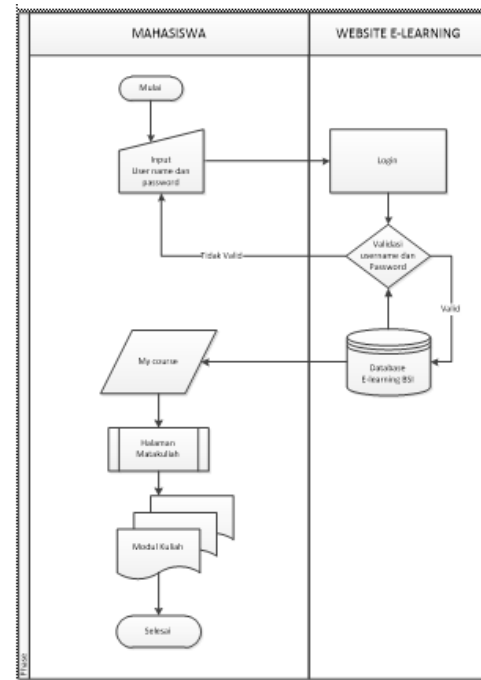 MAHASISWA
WEBSITE E-LEARNING
Mulai
Input
User name dan
password
Login
Validasi
username dan
Password
Tidak Valid
Valid
Database
E-learning BSI
My course
Halaman
Matakuliah
Modul Kuliah
Selesai
Phase